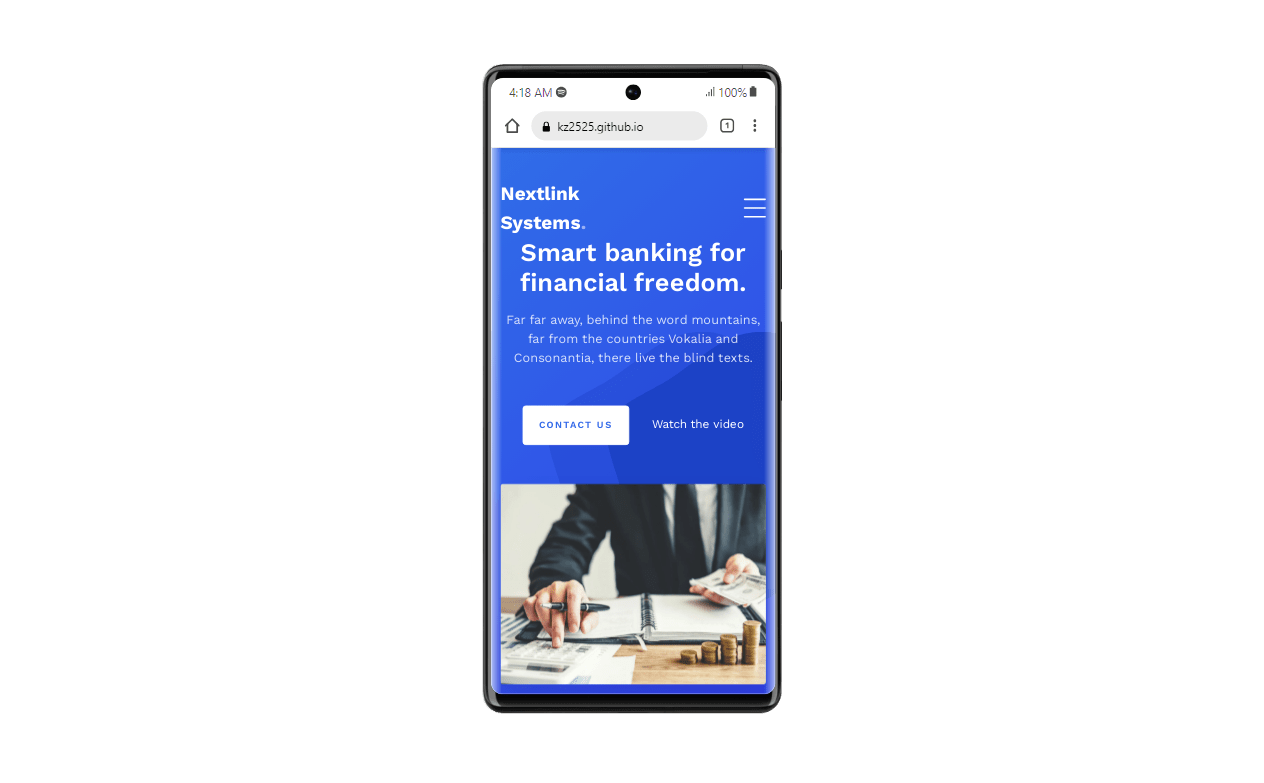 4:18 AM 100%
kz2525.github.io 1
Nextlink
Systems.
Smart banking for
financial freedom.
Far far away, behind the word mountains,
far from the countries Vokalia and
Consonantia, there live the blind texts.
CONTACT US Watch the video